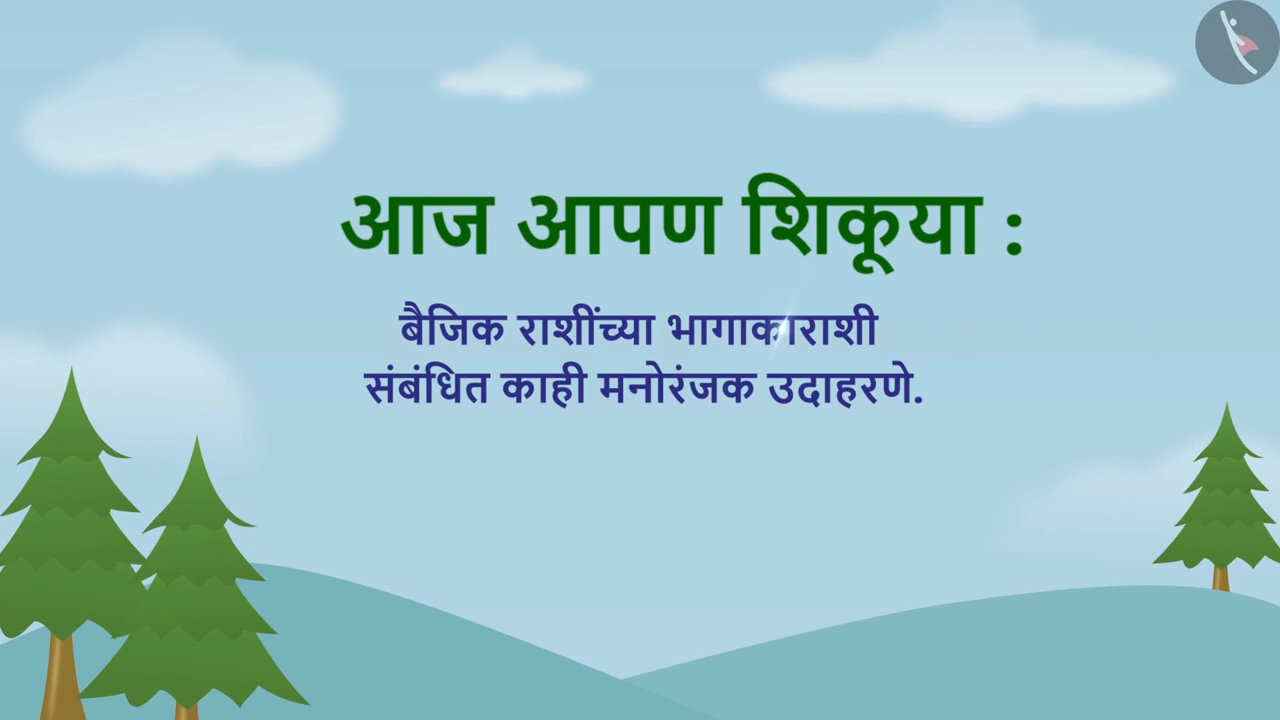 आज आपण शिकूया :
बैजिक राशींच्या भागाकाराशी
संबंधित काही मनोरंजक उदाहरणे.